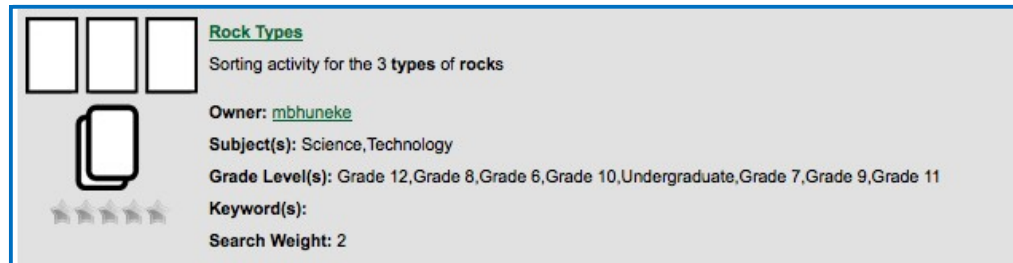 Rock Types
Sorting activity for the 3 types of rocks
Owner: mbhuneke
Subject(s): Science,Technology
Grade Level(s): Grade 12,Grade 8,Grade 6,Grade 10,Undergraduate,Grade 7,Grade 9,Grade 11
Keyword(s):
Search Weight: 2